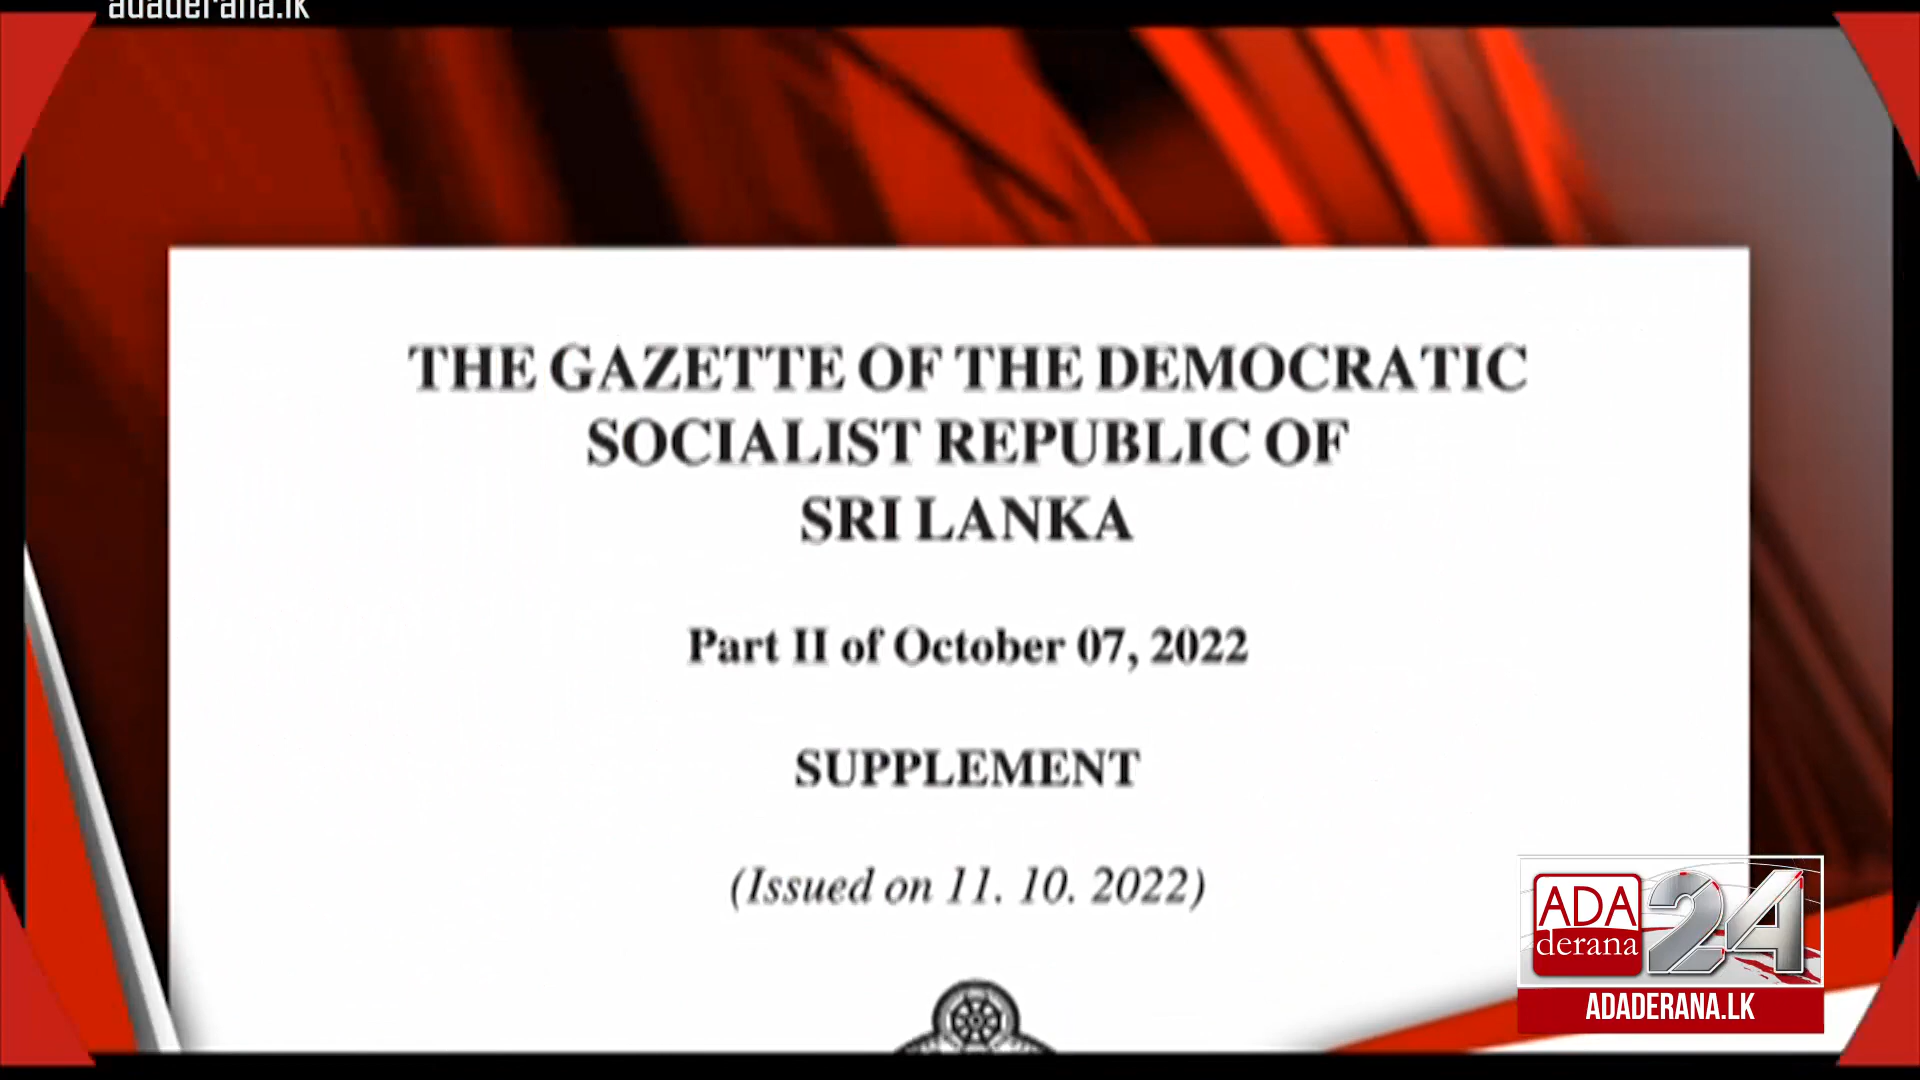 adaderana.lk
THE GAZETTE OF THE DEMOCRATIC
SOCIALIST REPUBLIC OF
SRI LANKA
Part II of October 07, 2022
SUPPLEMENT
(Issued on 11. 10. 2022)
ADA
derana
24
ADADERANA.LK